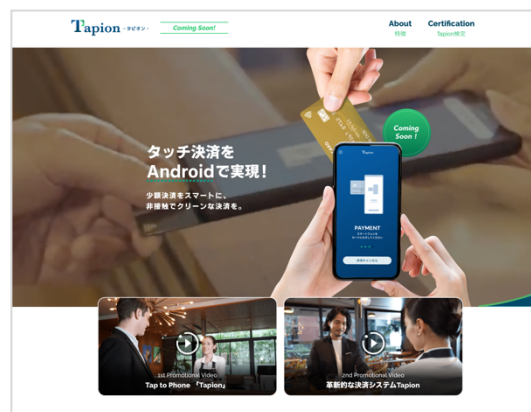 Tapion ・タピオン・
Coming Soon!
About
特徴
Certification
Tapion検定
タッチ決済を
Androidで実現！
少額決済をスマートに、
非接触でクリーンな決済を。
Coming
Soon !
Tapion
PAYMENT
1st Promotional Video
Tap to Phone 「Tapion」
2nd Promotional Video
革新的な決済システムTapion